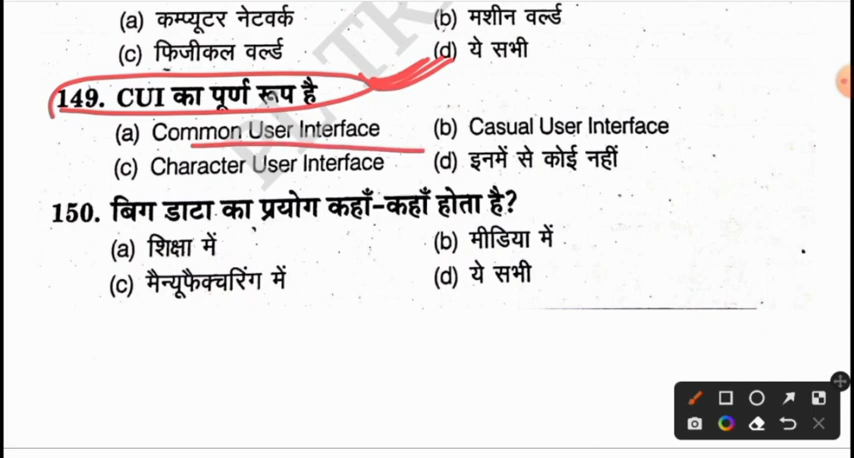 (a) कम्प्यूटर नेटवर्क (b) मशीन वर्ल्ड
(c) फिजीकल वर्ल्ड (d) ये सभी
149. CUI का पूर्ण रूप है
(a) Common User Interface (b) Casual User Interface
(c) Character User Interface (d) इनमें से कोई नहीं
150. बिग डाटा का प्रयोग कहाँ-कहाँ होता है?
(a) शिक्षा में (b) मीडिया में
(c) मैन्यूफैक्चरिंग में (d) ये सभी